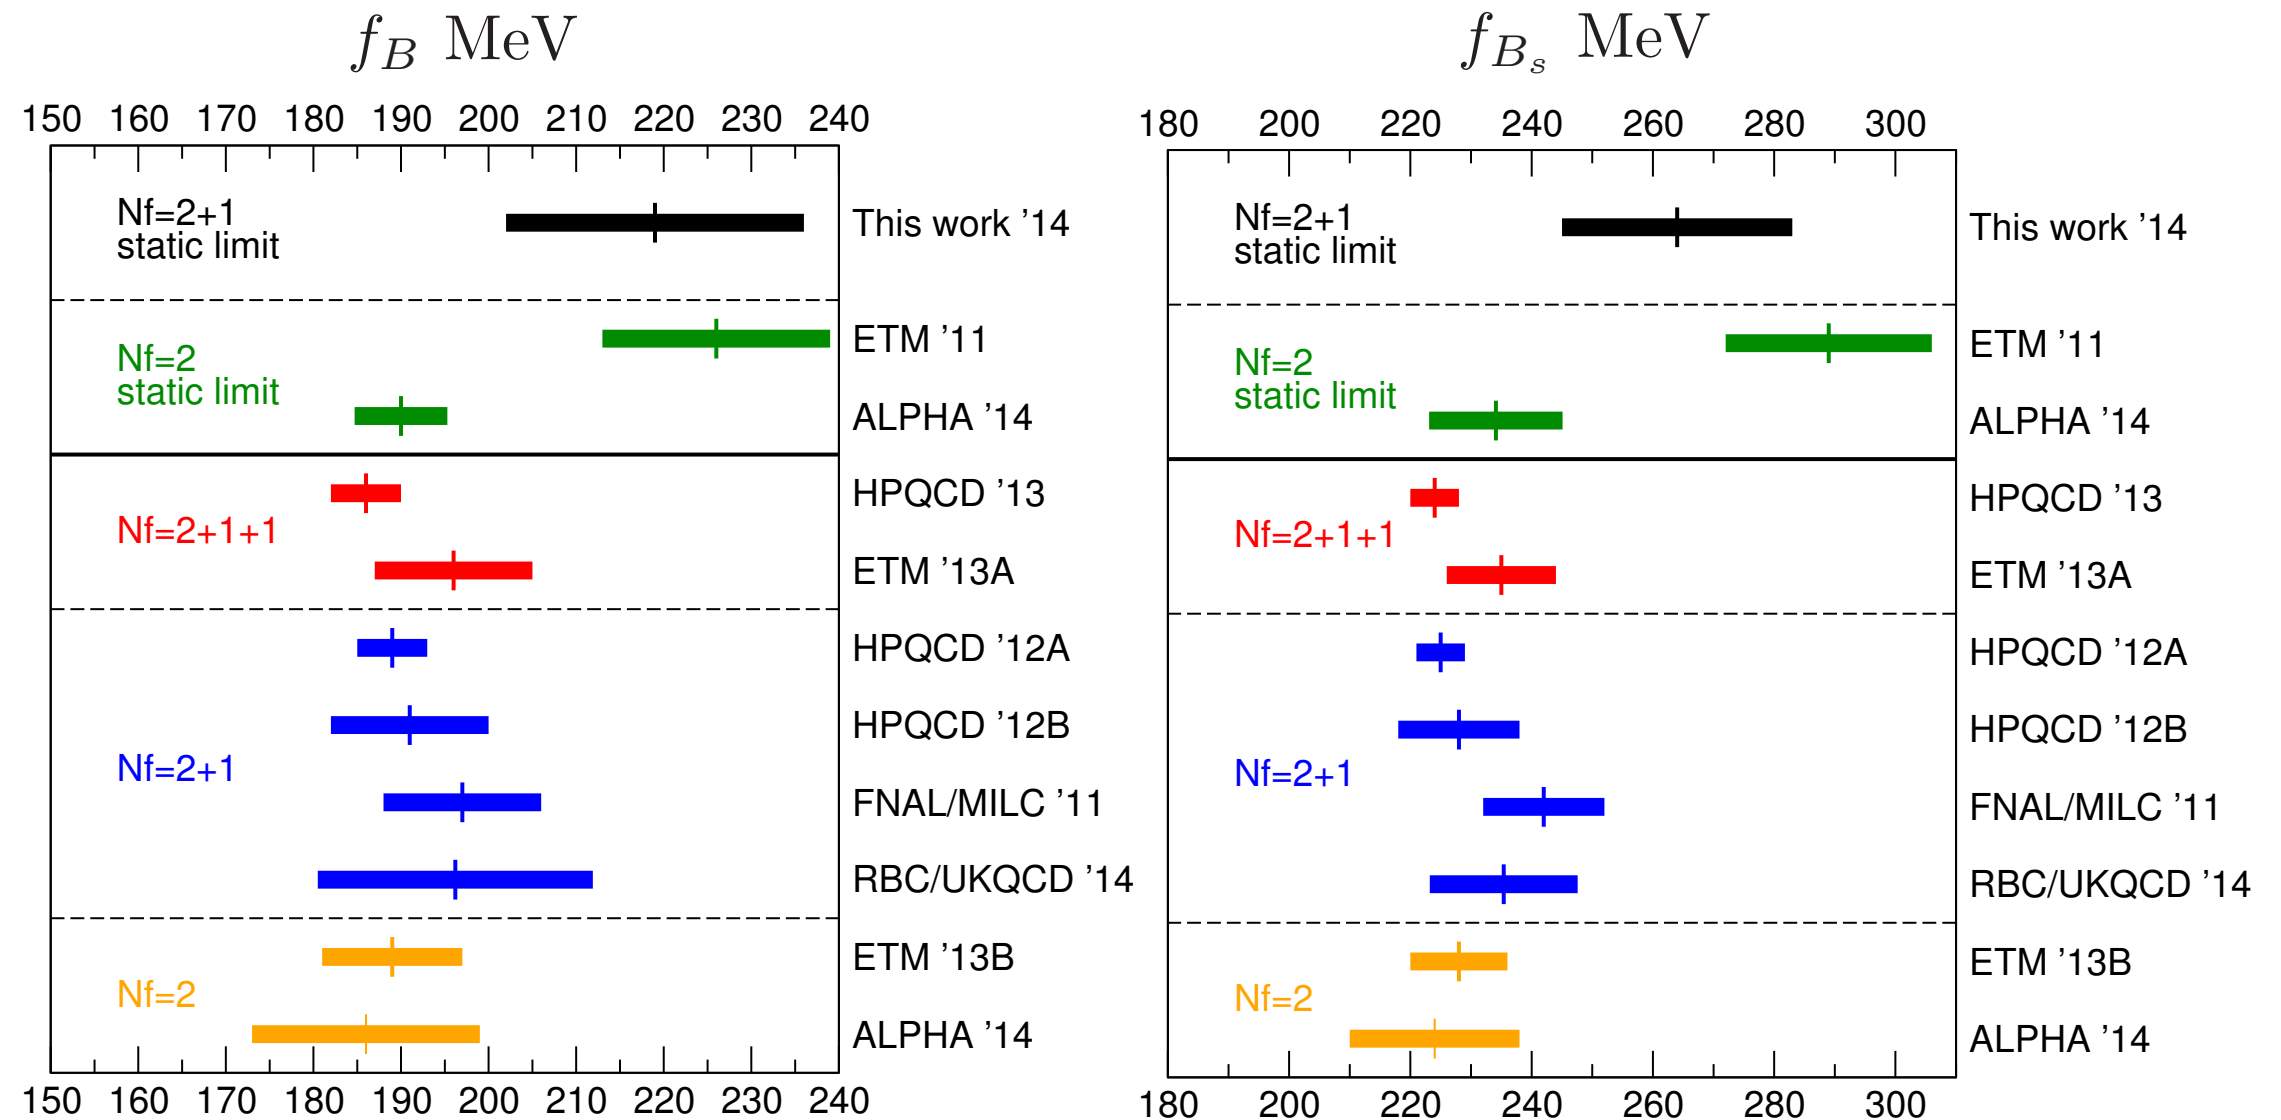 f_B MeV
150 160 170 180 190 200 210 220 230 240
Nf=2+1
static limit
This work ’14
Nf=2
static limit
ETM ’11
ALPHA ’14
Nf=2+1+1
HPQCD ’13
ETM ’13A
Nf=2+1
HPQCD ’12A
HPQCD ’12B
FNAL/MILC ’11
RBC/UKQCD ’14
Nf=2
ETM ’13B
ALPHA ’14
150 160 170 180 190 200 210 220 230 240
f_{B_s} MeV
180 200 220 240 260 280 300
Nf=2+1
static limit
This work ’14
Nf=2
static limit
ETM ’11
ALPHA ’14
Nf=2+1+1
HPQCD ’13
ETM ’13A
Nf=2+1
HPQCD ’12A
HPQCD ’12B
FNAL/MILC ’11
RBC/UKQCD ’14
Nf=2
ETM ’13B
ALPHA ’14
180 200 220 240 260 280 300